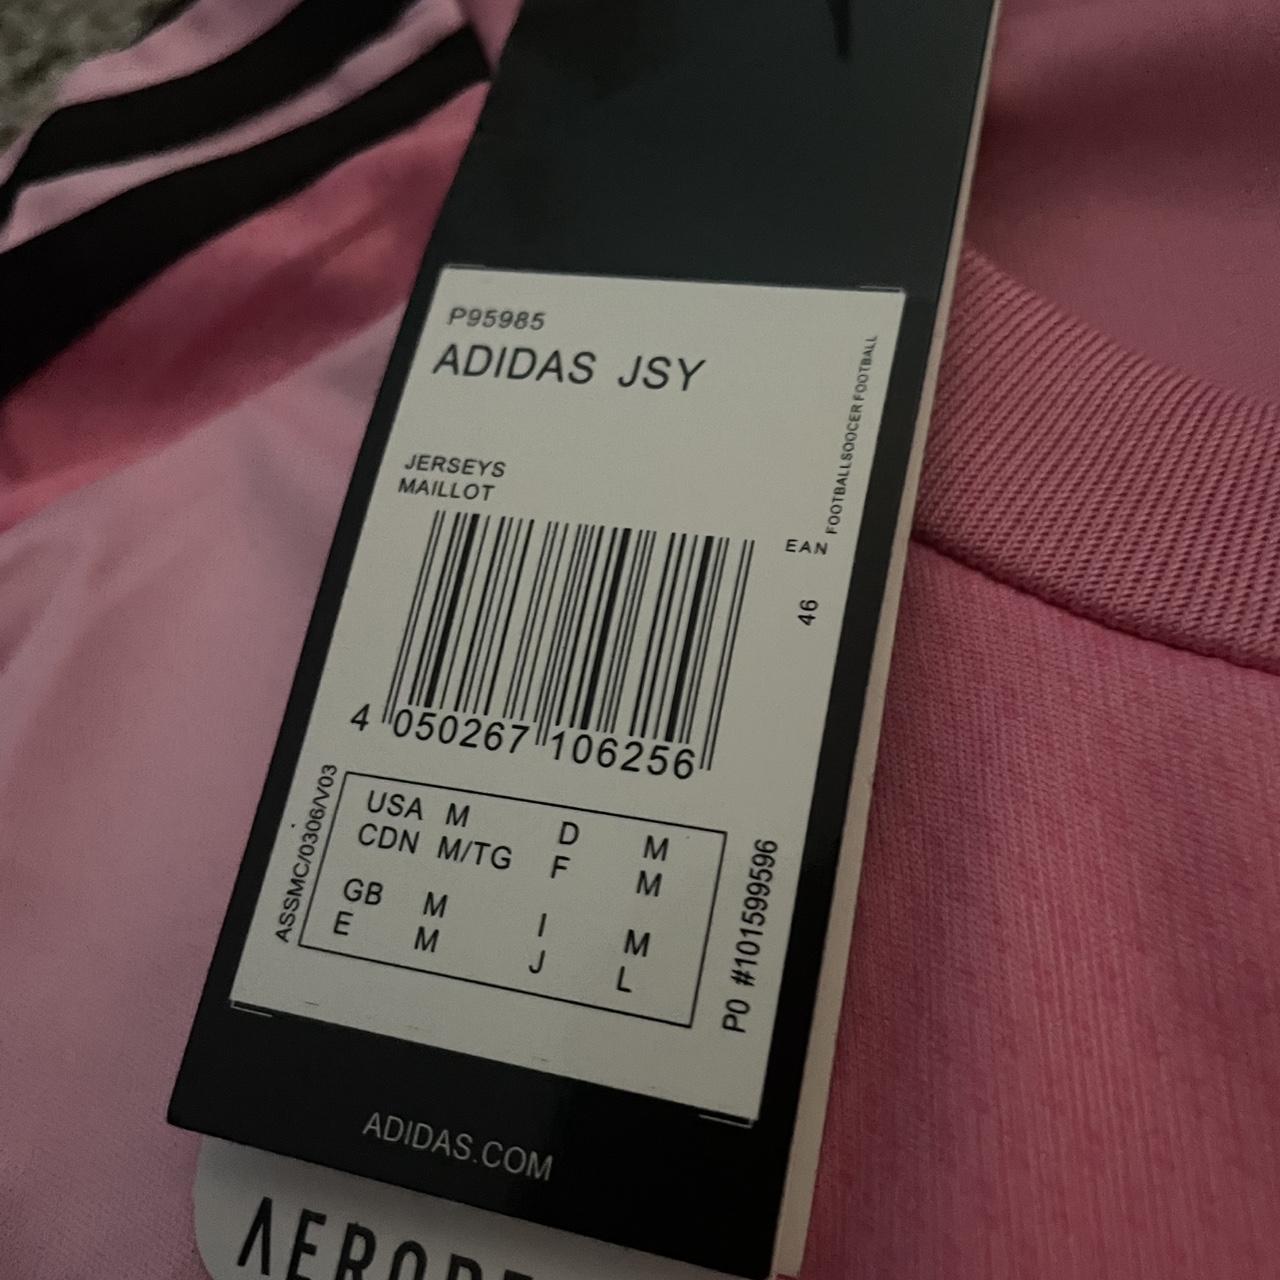 P95985
ADIDAS JSY
FOOTBALLSOCCER FOOTBALL
JERSEYS
MAILLOT
EAN
46
4 050267 106256
ASSMC/0306/V03
USA M D M
CDN M/TG F M
GB M I M
E M J L
PO #101599596
ADIDAS.COM